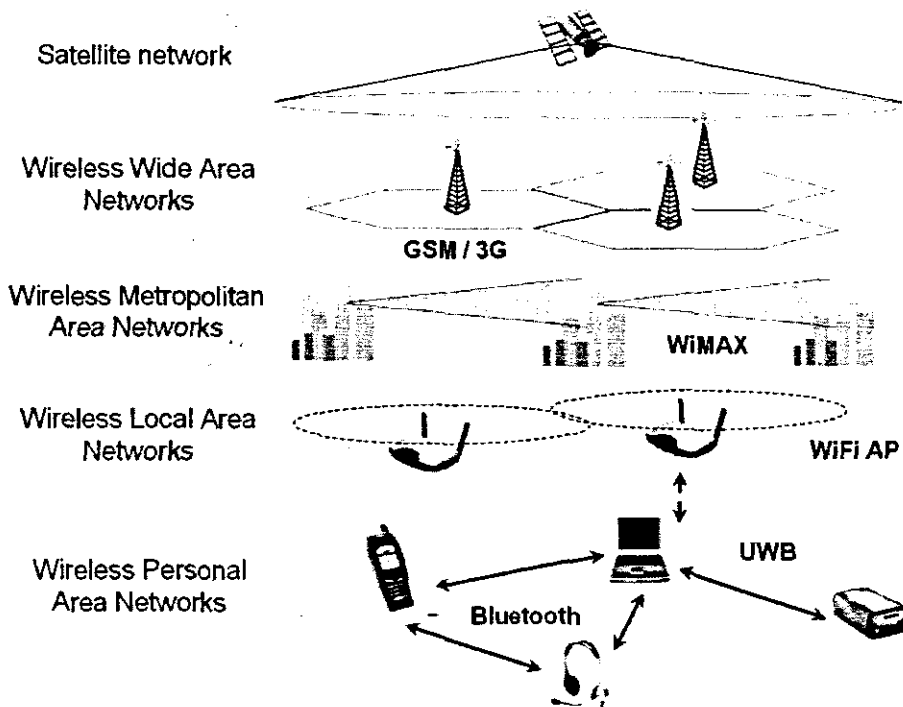 Satellite network
Wireless Wide Area
Networks
GSM / 3G
Wireless Metropolitan
Area Networks
WiMAX
Wireless Local Area
Networks
WiFi AP
Wireless Personal
Area Networks
UWB
Bluetooth